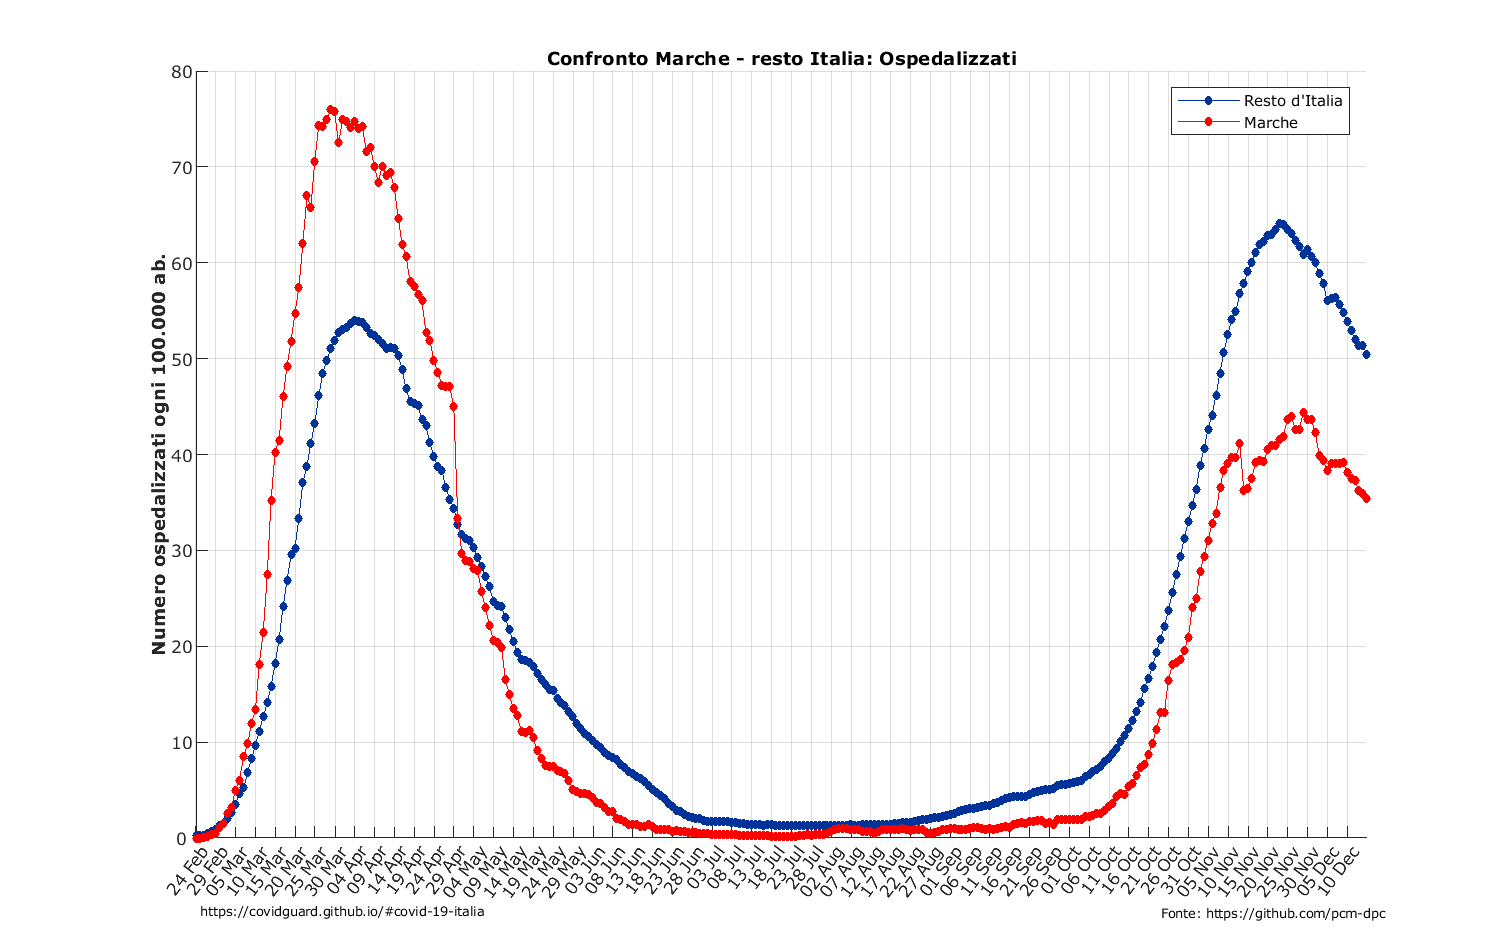 Confronto Marche - resto Italia: Ospedalizzati
Numero ospedalizzati ogni 100.000 ab.
80
70
60
50
40
30
20
10
0
Resto d'Italia
Marche
24 Feb
29 Feb
05 Mar
10 Mar
15 Mar
20 Mar
25 Mar
30 Mar
04 Apr
09 Apr
14 Apr
19 Apr
24 Apr
29 Apr
04 May
09 May
14 May
19 May
24 May
29 May
03 Jun
08 Jun
13 Jun
18 Jun
23 Jun
28 Jun
03 Jul
08 Jul
13 Jul
18 Jul
23 Jul
28 Jul
02 Aug
07 Aug
12 Aug
17 Aug
22 Aug
27 Aug
01 Sep
06 Sep
11 Sep
16 Sep
21 Sep
26 Sep
01 Oct
06 Oct
11 Oct
16 Oct
21 Oct
26 Oct
31 Oct
05 Nov
10 Nov
15 Nov
20 Nov
25 Nov
30 Nov
05 Dec
10 Dec
https://covidguard.github.io/#covid-19-italia
Fonte: https://github.com/pcm-dpc